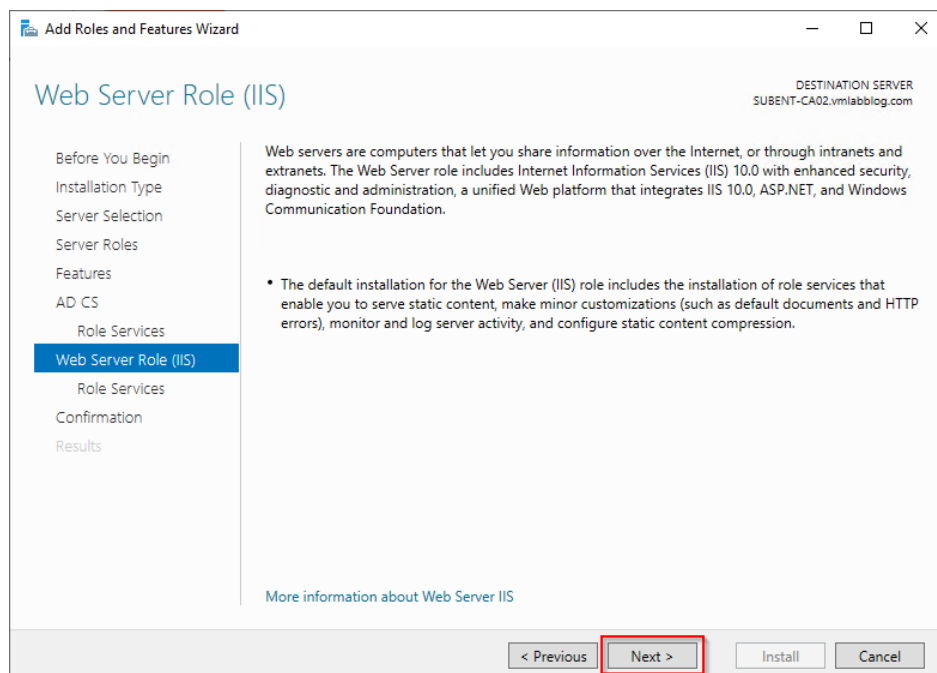 Add Roles and Features Wizard
Web Server Role (IIS)
DESTINATION SERVER
SUBENT-CA02.vmlabblog.com
Before You Begin
Installation Type
Server Selection
Server Roles
Features
AD CS
Role Services
Web Server Role (IIS)
Role Services
Confirmation
Results
Web servers are computers that let you share information over the Internet, or through intranets and
extranets. The Web Server role includes Internet Information Services (IIS) 10.0 with enhanced security,
diagnostic and administration, a unified Web platform that integrates IIS 10.0, ASP.NET, and Windows
Communication Foundation.
• The default installation for the Web Server (IIS) role includes the installation of role services that
enable you to serve static content, make minor customizations (such as default documents and HTTP
errors), monitor and log server activity, and configure static content compression.
More information about Web Server IIS
< Previous
Next >
Install
Cancel